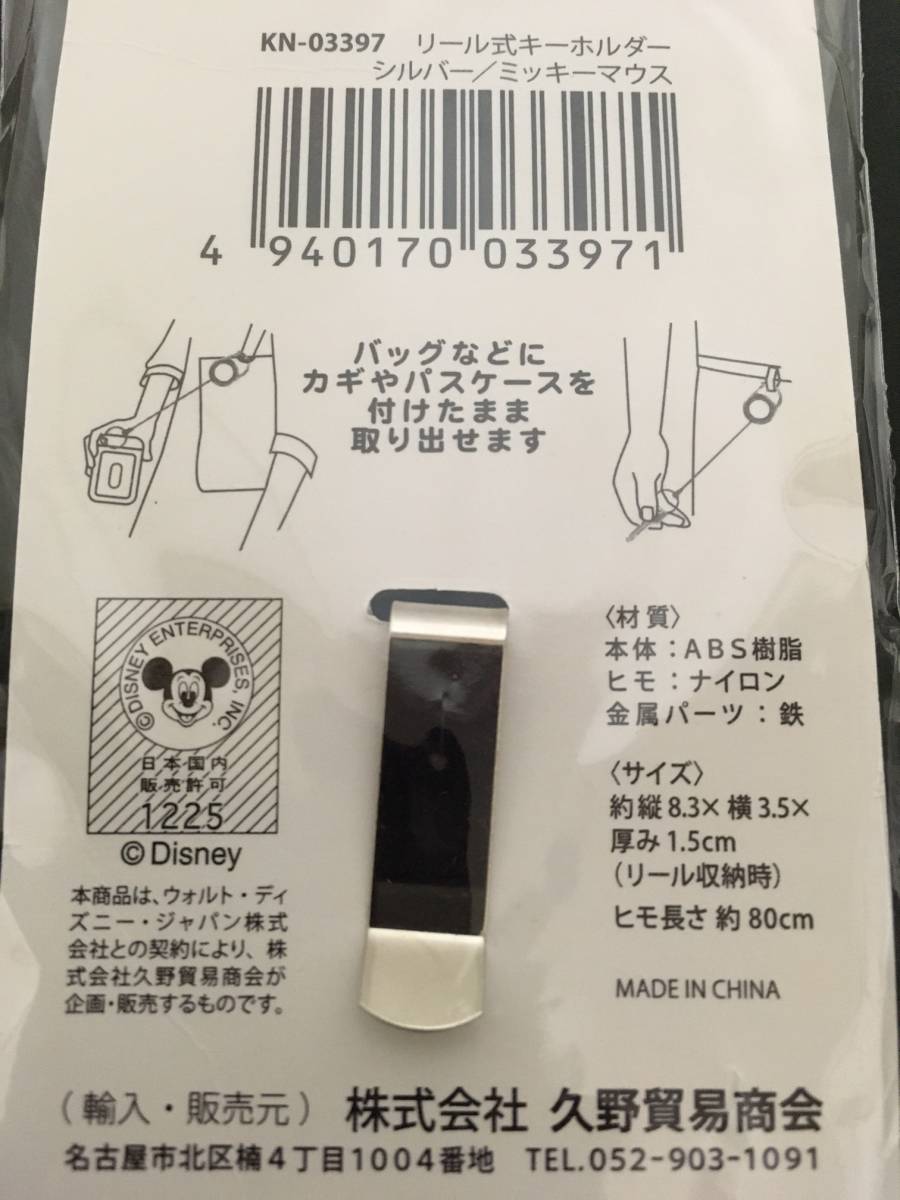 KN-03397 リール式キーホルダー
シルバー／ミッキーマウス
4 940170 033971
バッグなどに
カギやパスケースを
付けたまま
取り出せます
©DISNEY ENTERPRISES, INC
日本国内
販売許可
1225
©Disney
本商品は、ウォルト・ディ
ズニー・ジャパン株式
会社との契約により、株
式会社久野貿易商会が
企画・販売するものです。
〈材質〉
本体：ABS樹脂
ヒモ：ナイロン
金属パーツ：鉄
〈サイズ〉
約縦8.3×横3.5×
厚み1.5cm
（リール収納時）
ヒモ長さ 約80cm
MADE IN CHINA
（輸入・販売元） 株式会社 久野貿易商会
名古屋市北区楠4丁目1004番地 TEL.052-903-1091